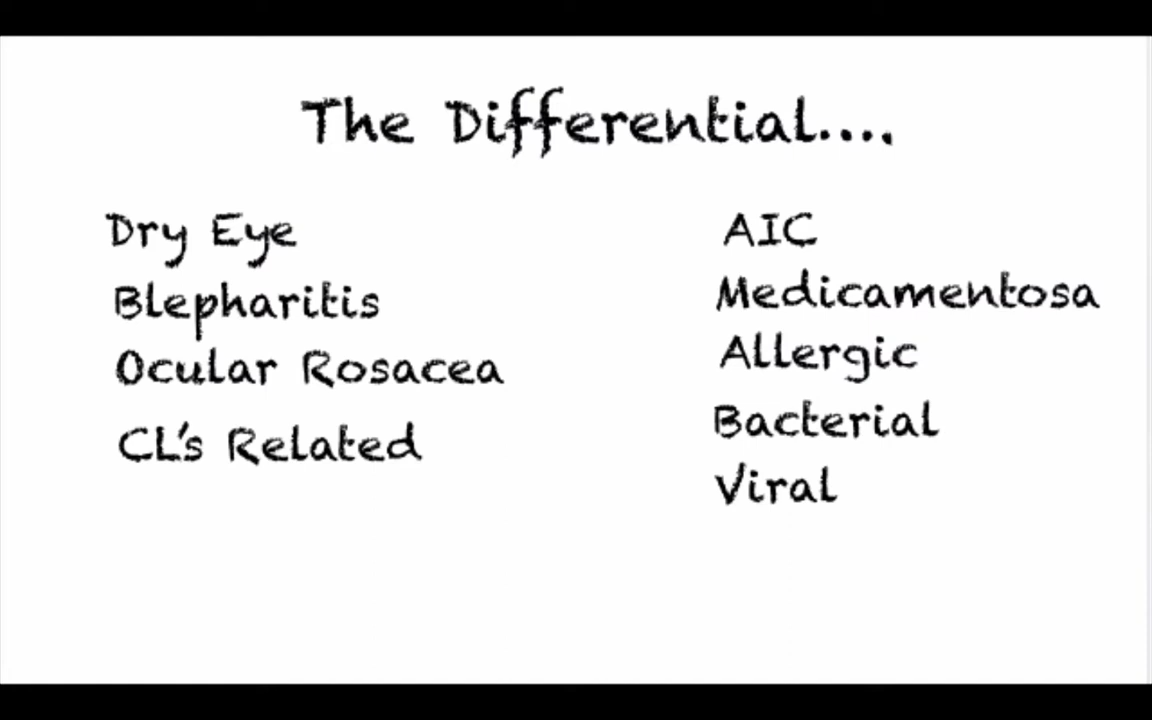 The Differential....
Dry Eye
Blepharitis
Ocular Rosacea
CL's Related
AIC
Medicamentosa
Allergic
Bacterial
Viral